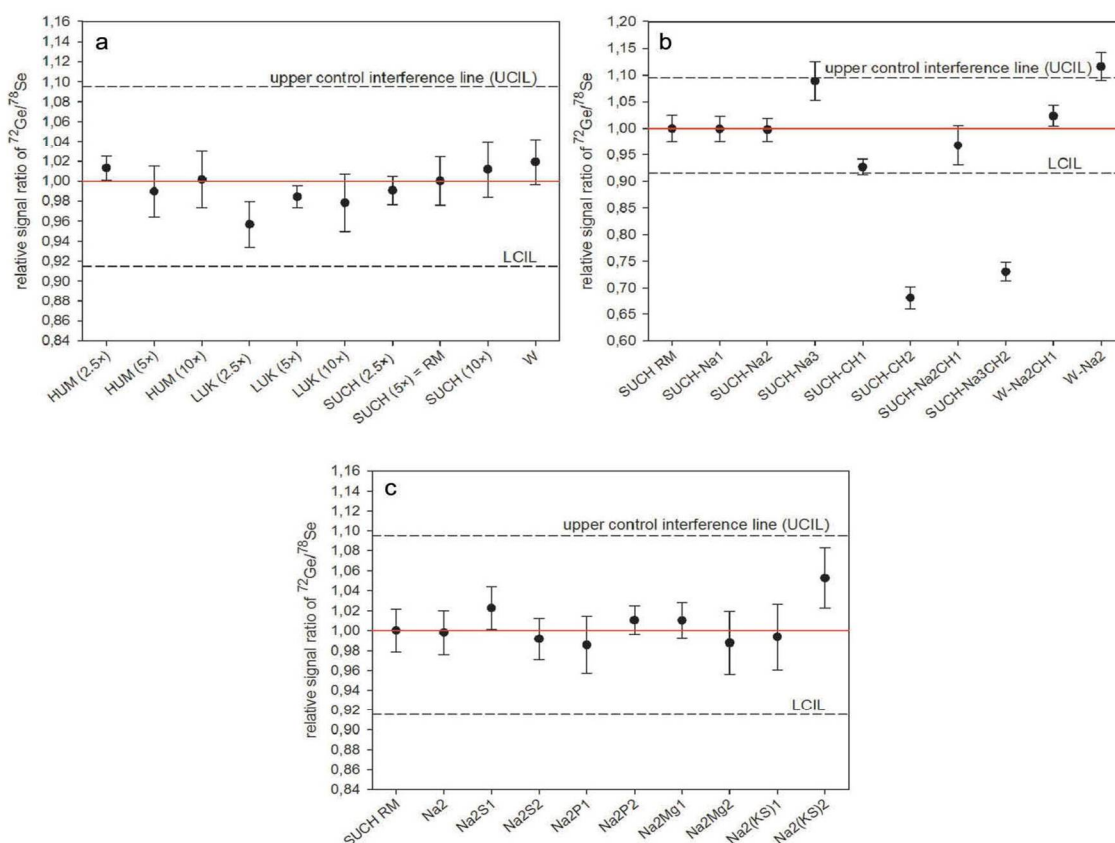 a
relative signal ratio of ⁷²Ge/⁷⁸Se
1,16
1,14
1,12
1,10
1,08
1,06
1,04
1,02
1,00
0,98
0,96
0,94
0,92
0,90
0,88
0,86
0,84
upper control interference line (UCIL)
LCIL
HUM (2.5×)
HUM (5×)
HUM (10×)
LUK (2.5×)
LUK (5×)
LUK (10×)
SUCH (2.5×)
SUCH (5×) = RM
SUCH (10×)
W
b
relative signal ratio of ⁷²Ge/⁷⁸Se
1,20
1,15
1,10
1,05
1,00
0,95
0,90
0,85
0,80
0,75
0,70
0,65
0,60
upper control interference line (UCIL)
LCIL
SUCH RM
SUCH-Na1
SUCH-Na2
SUCH-Na3
SUCH-CH1
SUCH-CH2
SUCH-Na2CH1
SUCH-Na3CH2
W-Na2CH1
W-Na2
c
relative signal ratio of ⁷²Ge/⁷⁸Se
1,16
1,14
1,12
1,10
1,08
1,06
1,04
1,02
1,00
0,98
0,96
0,94
0,92
0,90
0,88
0,86
0,84
upper control interference line (UCIL)
LCIL
SUCH RM
Na2
Na2S1
Na2S2
Na2P1
Na2P2
Na2Mg1
Na2Mg2
Na2(KS)1
Na2(KS)2